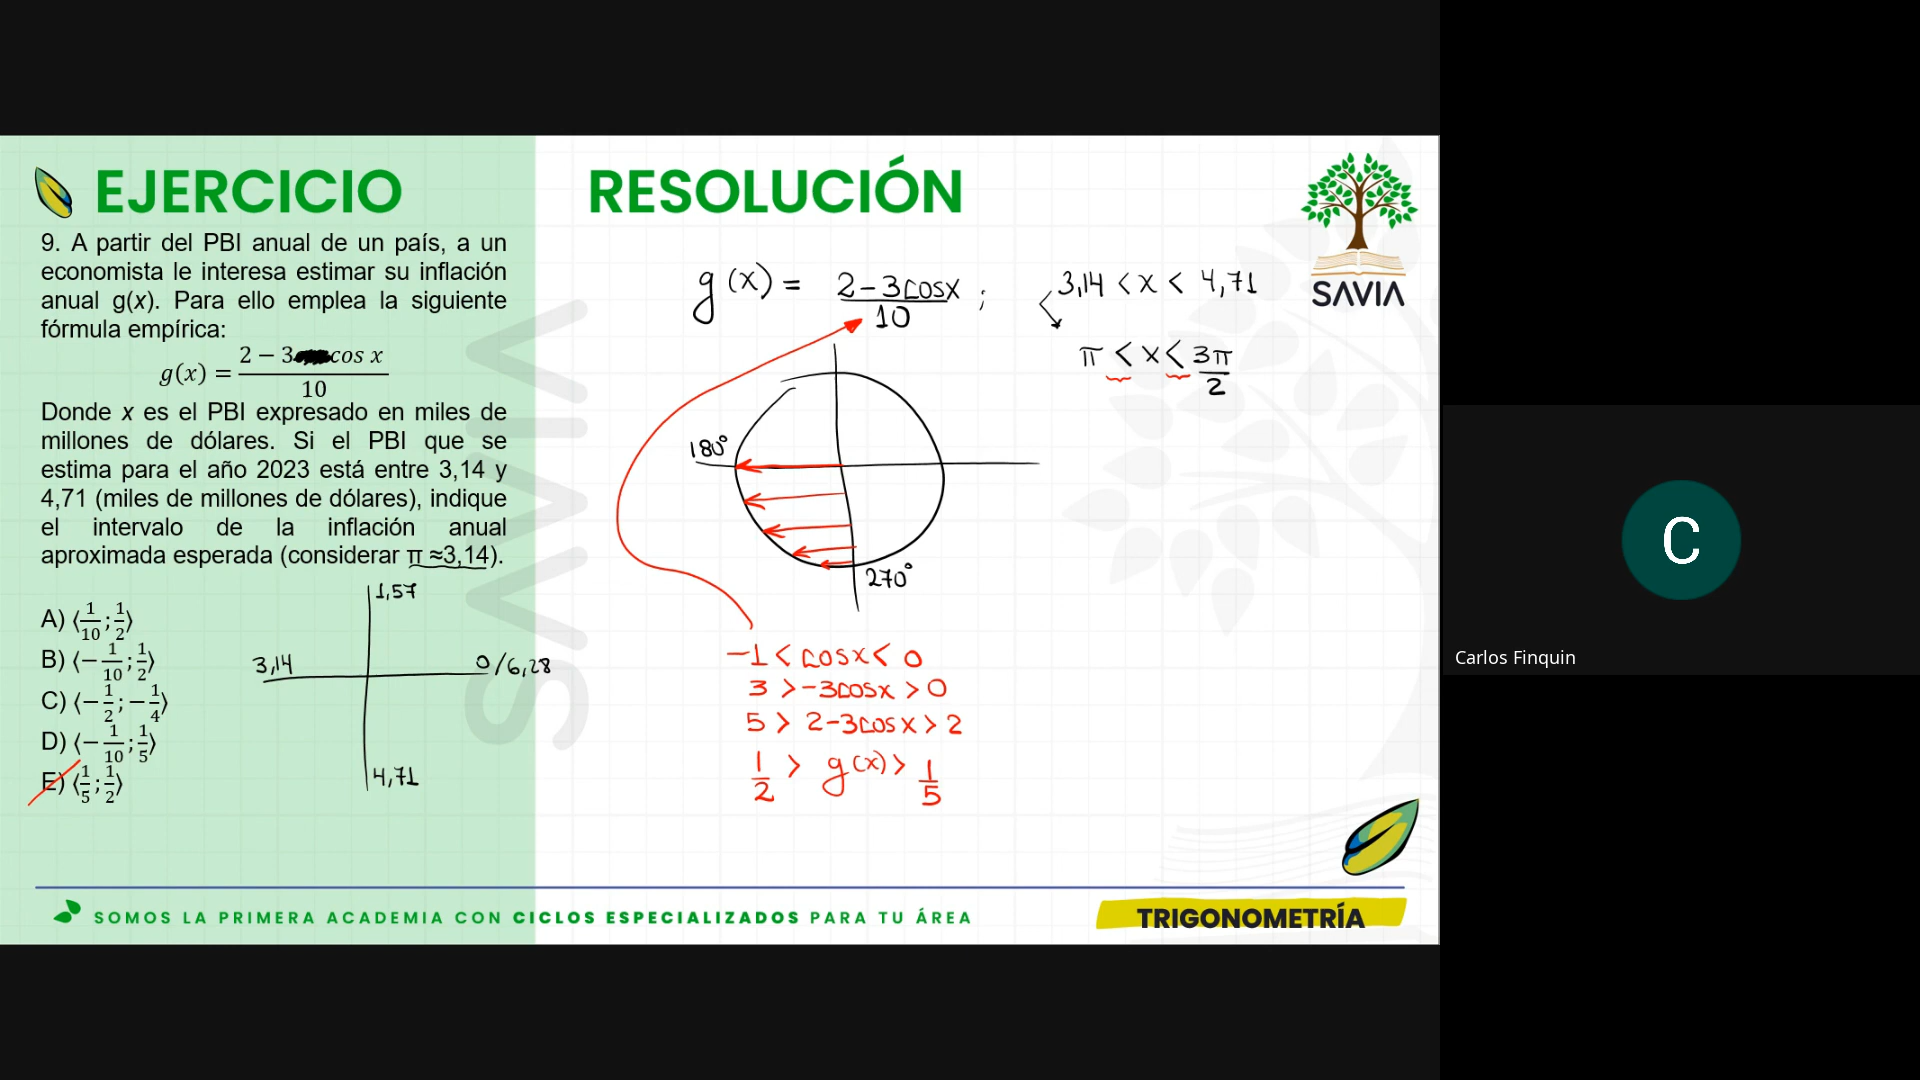 EJERCICIO
9. A partir del PBI anual de un país, a un
economista le interesa estimar su inflación
anual g(x). Para ello emplea la siguiente
fórmula empírica:
g(x) = (2 − 3 cos x)/10
Donde x es el PBI expresado en miles de
millones de dólares. Si el PBI que se
estima para el año 2023 está entre 3,14 y
4,71 (miles de millones de dólares), indique
el intervalo de la inflación anual
aproximada esperada (considerar π ≈3,14).
A) ⟨1/10 ; 1/2⟩
B) ⟨−1/10 ; 1/2⟩
C) ⟨−1/2 ; −1/4⟩
D) ⟨−1/10 ; 1/5⟩
E) ⟨1/5 ; 1/2⟩
1,57
3,14
0/6,28
4,71
RESOLUCIÓN
g(x) = (2−3cosx)/10 ; 3,14 < x < 4,71
π < x < 3π/2
180°
270°
−1 < cosx < 0
3 > −3cosx > 0
5 > 2−3cosx > 2
1/2 > g(x) > 1/5
SAVIA
SAVIA
SOMOS LA PRIMERA ACADEMIA CON CICLOS ESPECIALIZADOS PARA TU ÁREA
TRIGONOMETRÍA
C
Carlos Finquin